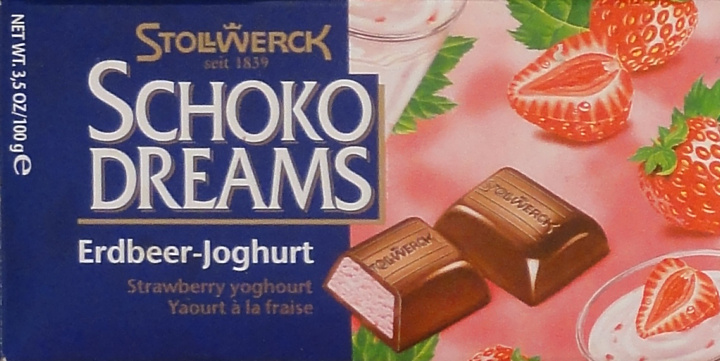 NET WT. 3,5 OZ/100 g ℮
STOLLWERCK
seit 1839
SCHOKO
DREAMS
Erdbeer-Joghurt
Strawberry yoghourt
Yaourt à la fraise
STOLLWERCK
STOLLWERCK